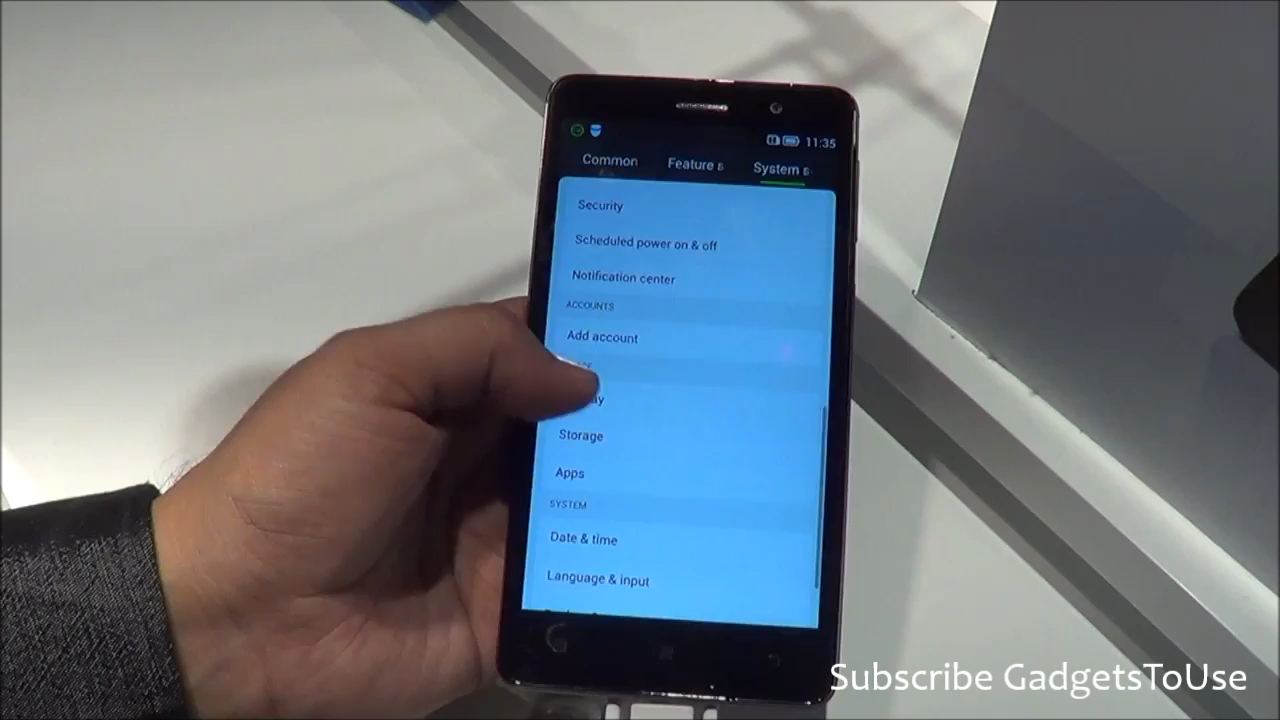 11:35
Common
Feature s
System s
Security
Scheduled power on & off
Notification center
ACCOUNTS
Add account
Storage
Apps
SYSTEM
Date & time
Language & input
Subscribe GadgetsToUse